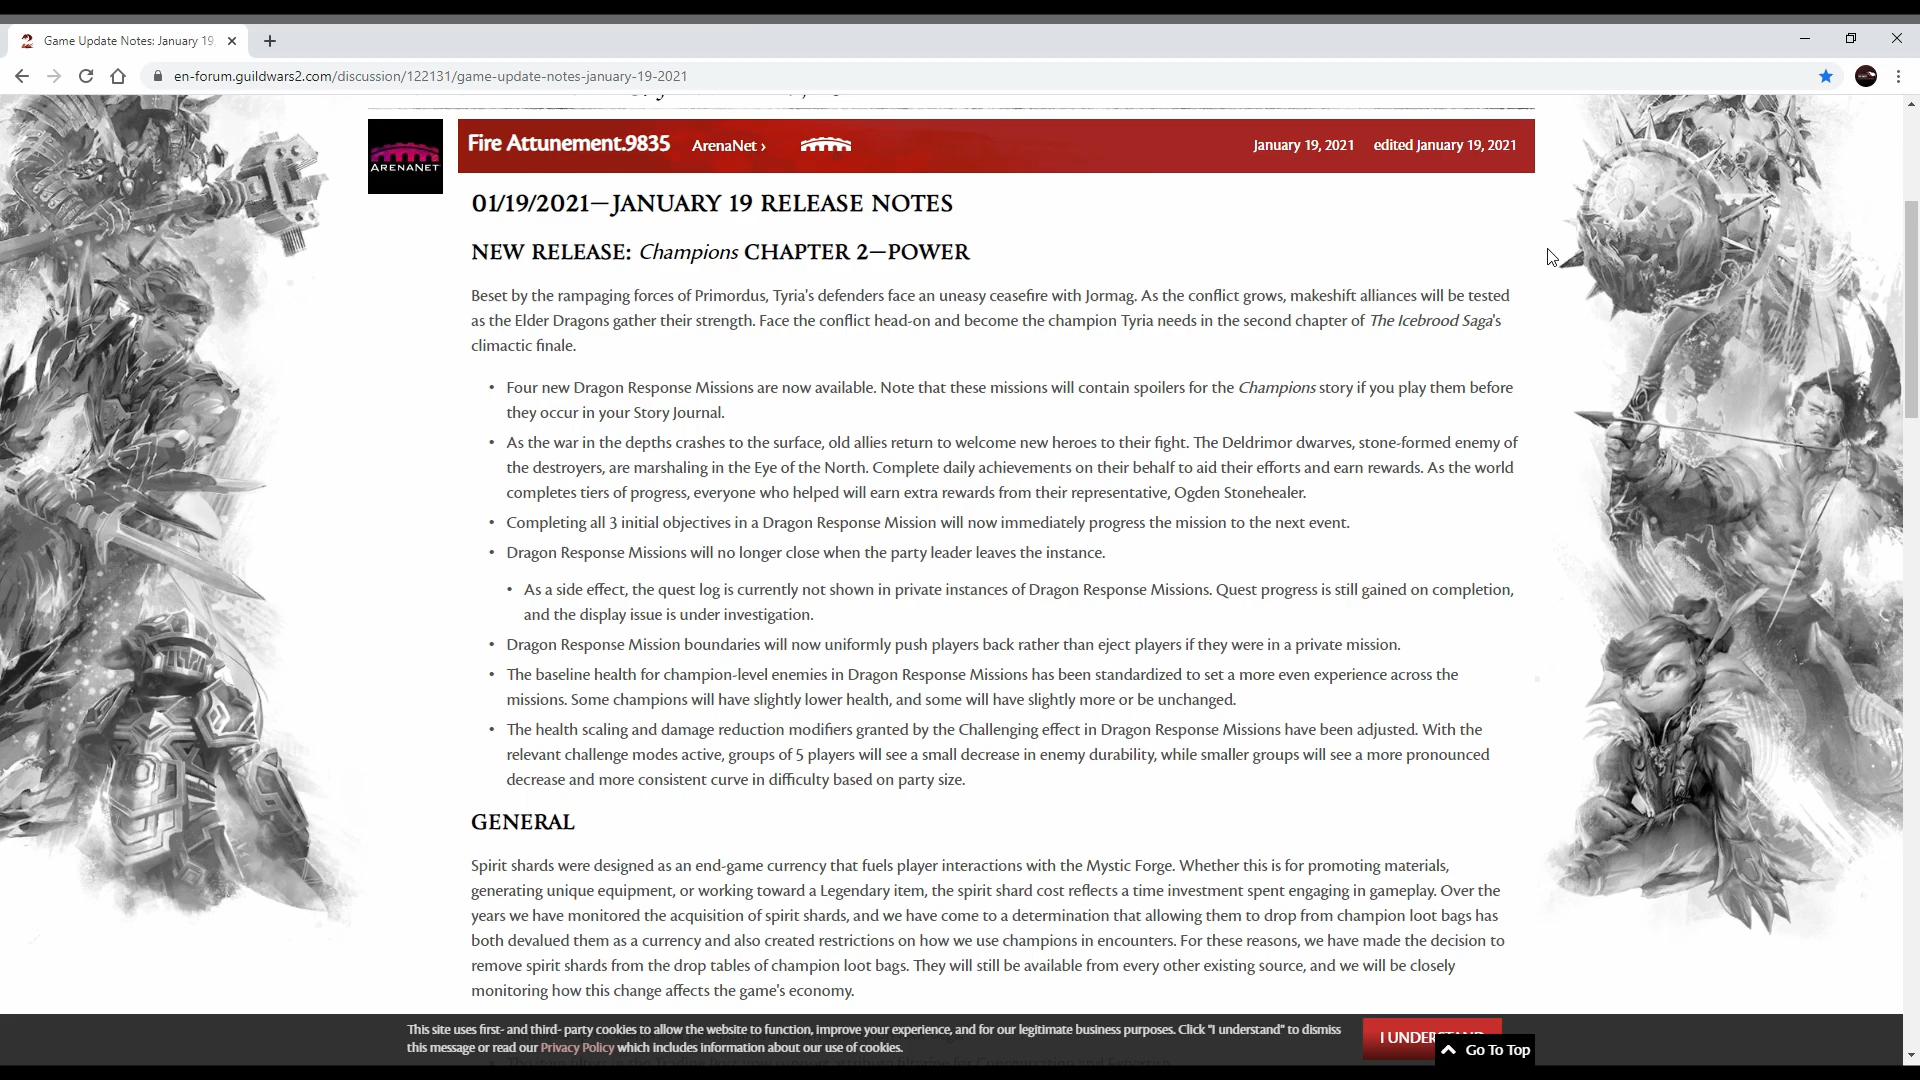 Game Update Notes: January 19
en-forum.guildwars2.com/discussion/122131/game-update-notes-january-19-2021
ARENANET
Fire Attunement.9835 ArenaNet › January 19, 2021 edited January 19, 2021
01/19/2021—JANUARY 19 RELEASE NOTES
NEW RELEASE: Champions CHAPTER 2—POWER
Beset by the rampaging forces of Primordus, Tyria's defenders face an uneasy ceasefire with Jormag. As the conflict grows, makeshift alliances will be tested
as the Elder Dragons gather their strength. Face the conflict head-on and become the champion Tyria needs in the second chapter of The Icebrood Saga's
climactic finale.
• Four new Dragon Response Missions are now available. Note that these missions will contain spoilers for the Champions story if you play them before
they occur in your Story Journal.
• As the war in the depths crashes to the surface, old allies return to welcome new heroes to their fight. The Deldrimor dwarves, stone-formed enemy of
the destroyers, are marshaling in the Eye of the North. Complete daily achievements on their behalf to aid their efforts and earn rewards. As the world
completes tiers of progress, everyone who helped will earn extra rewards from their representative, Ogden Stonehealer.
• Completing all 3 initial objectives in a Dragon Response Mission will now immediately progress the mission to the next event.
• Dragon Response Missions will no longer close when the party leader leaves the instance.
• As a side effect, the quest log is currently not shown in private instances of Dragon Response Missions. Quest progress is still gained on completion,
and the display issue is under investigation.
• Dragon Response Mission boundaries will now uniformly push players back rather than eject players if they were in a private mission.
• The baseline health for champion-level enemies in Dragon Response Missions has been standardized to set a more even experience across the
missions. Some champions will have slightly lower health, and some will have slightly more or be unchanged.
• The health scaling and damage reduction modifiers granted by the Challenging effect in Dragon Response Missions have been adjusted. With the
relevant challenge modes active, groups of 5 players will see a small decrease in enemy durability, while smaller groups will see a more pronounced
decrease and more consistent curve in difficulty based on party size.
GENERAL
Spirit shards were designed as an end-game currency that fuels player interactions with the Mystic Forge. Whether this is for promoting materials,
generating unique equipment, or working toward a Legendary item, the spirit shard cost reflects a time investment spent engaging in gameplay. Over the
years we have monitored the acquisition of spirit shards, and we have come to a determination that allowing them to drop from champion loot bags has
both devalued them as a currency and also created restrictions on how we use champions in encounters. For these reasons, we have made the decision to
remove spirit shards from the drop tables of champion loot bags. They will still be available from every other existing source, and we will be closely
monitoring how this change affects the game's economy.
This site uses first- and third- party cookies to allow the website to function, improve your experience, and for our legitimate business purposes. Click "I understand" to dismiss
this message or read our Privacy Policy which includes information about our use of cookies.
I UNDERSTAND
Go To Top